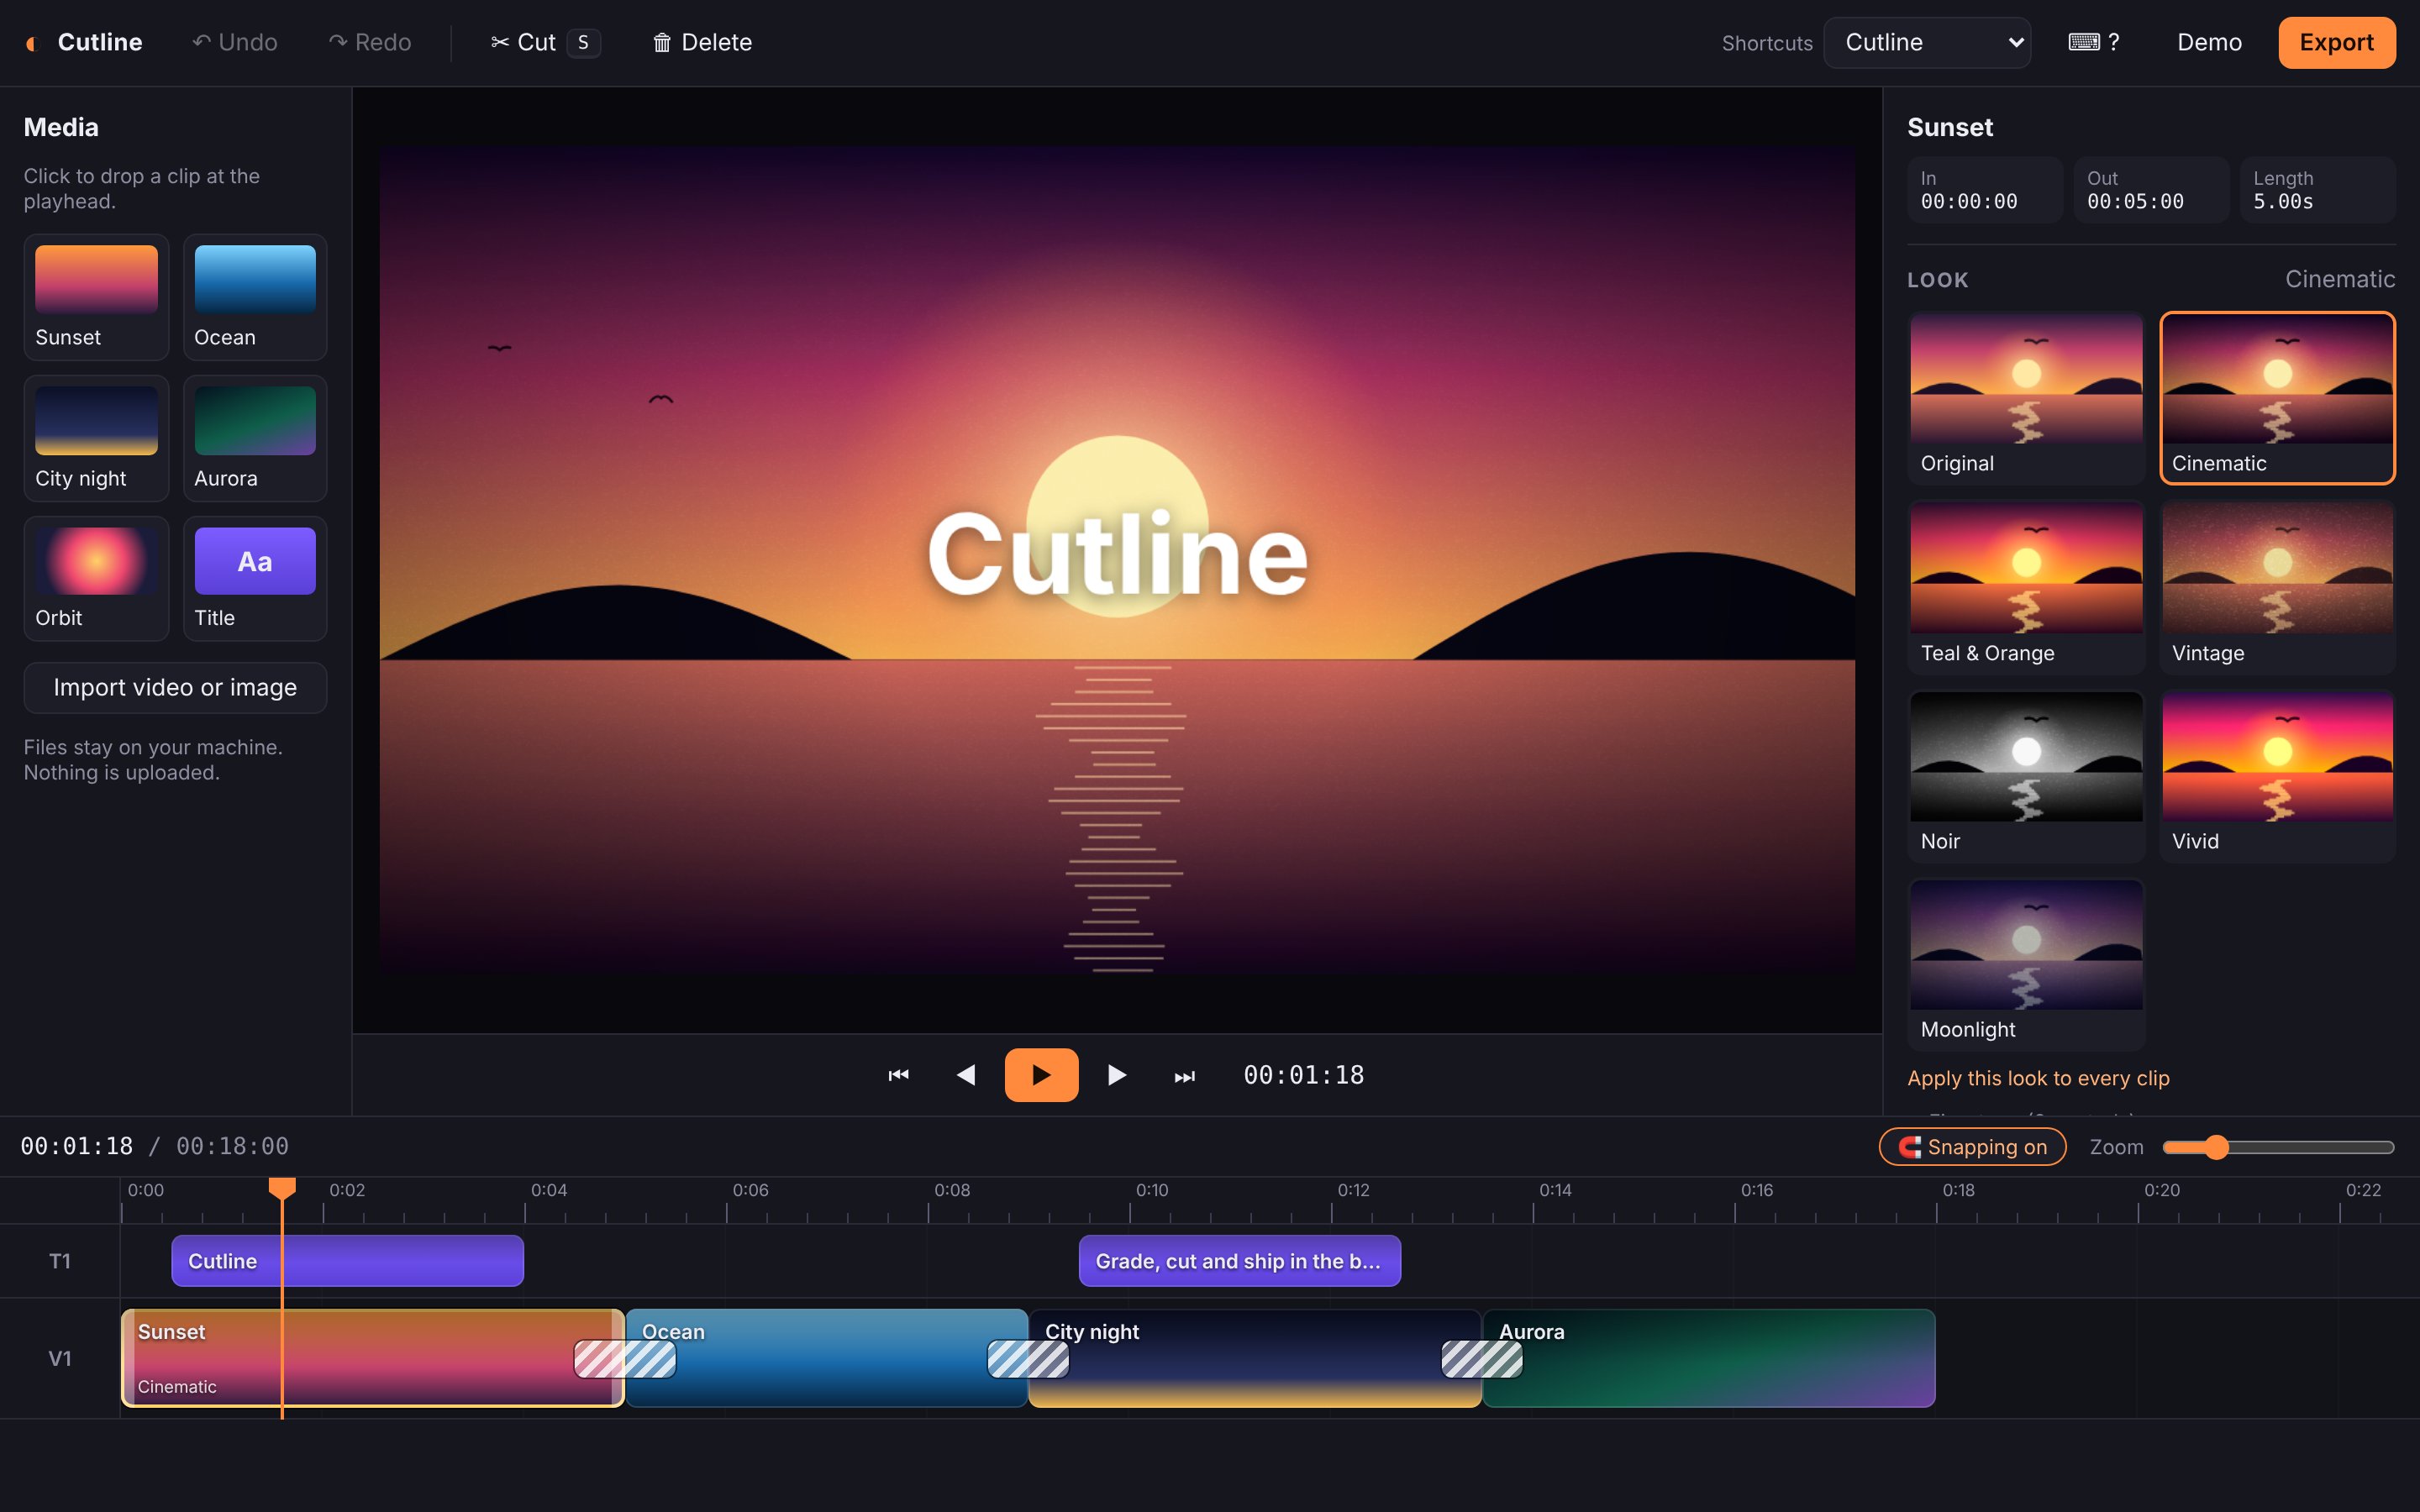 Cutline
Undo
Redo
Cut S
Delete
Shortcuts
Cutline
?
Demo
Export
Media
Click to drop a clip at the
playhead.
Sunset
Ocean
City night
Aurora
Orbit
Aa
Title
Import video or image
Files stay on your machine.
Nothing is uploaded.
Cutline
00:01:18
Sunset
In
00:00:00
Out
00:05:00
Length
5.00s
LOOK
Cinematic
Original
Cinematic
Teal & Orange
Vintage
Noir
Vivid
Moonlight
Apply this look to every clip
00:01:18 / 00:18:00
Snapping on
Zoom
0:00
0:02
0:04
0:06
0:08
0:10
0:12
0:14
0:16
0:18
0:20
0:22
T1
Cutline
Grade, cut and ship in the b...
V1
Sunset
Cinematic
Ocean
City night
Aurora